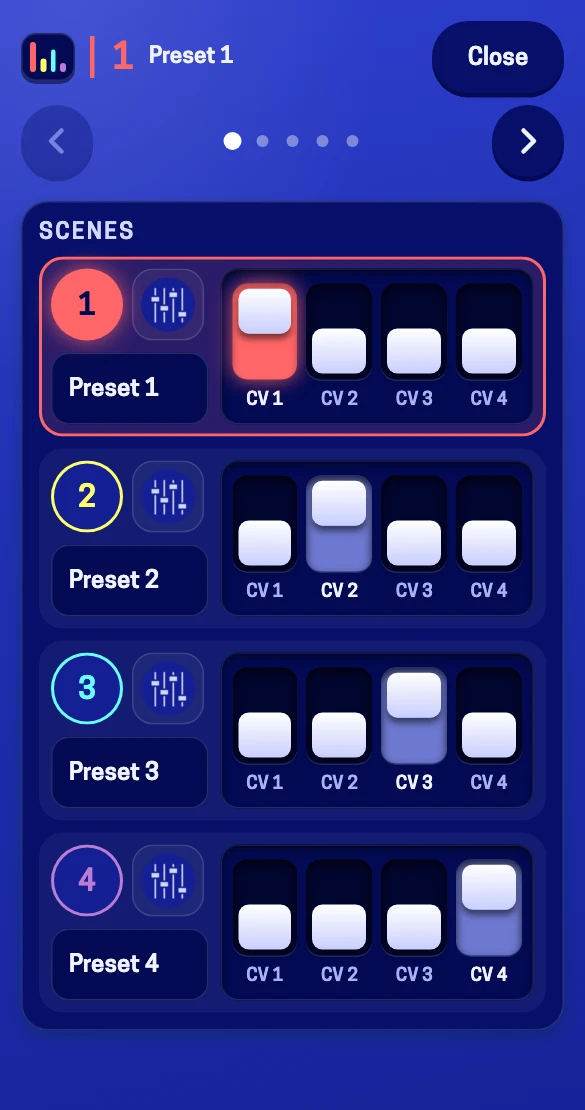 1 Preset 1
Close
SCENES
1
Preset 1
CV 1 CV 2 CV 3 CV 4
2
Preset 2
CV 1 CV 2 CV 3 CV 4
3
Preset 3
CV 1 CV 2 CV 3 CV 4
4
Preset 4
CV 1 CV 2 CV 3 CV 4